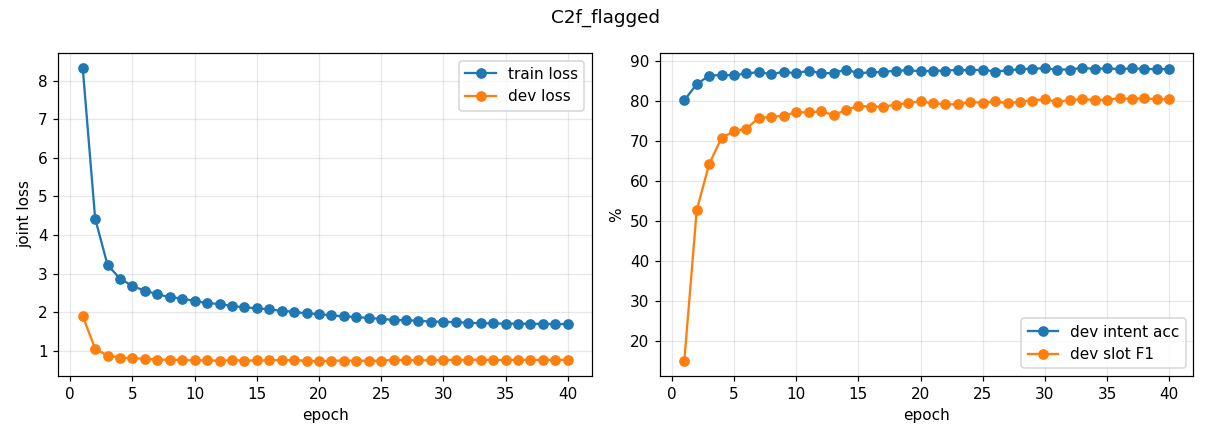 C2f_flagged
train loss
dev loss
joint loss
8
7
6
5
4
3
2
1
0 5 10 15 20 25 30 35 40
epoch
%
90
80
70
60
50
40
30
20
dev intent acc
dev slot F1
0 5 10 15 20 25 30 35 40
epoch